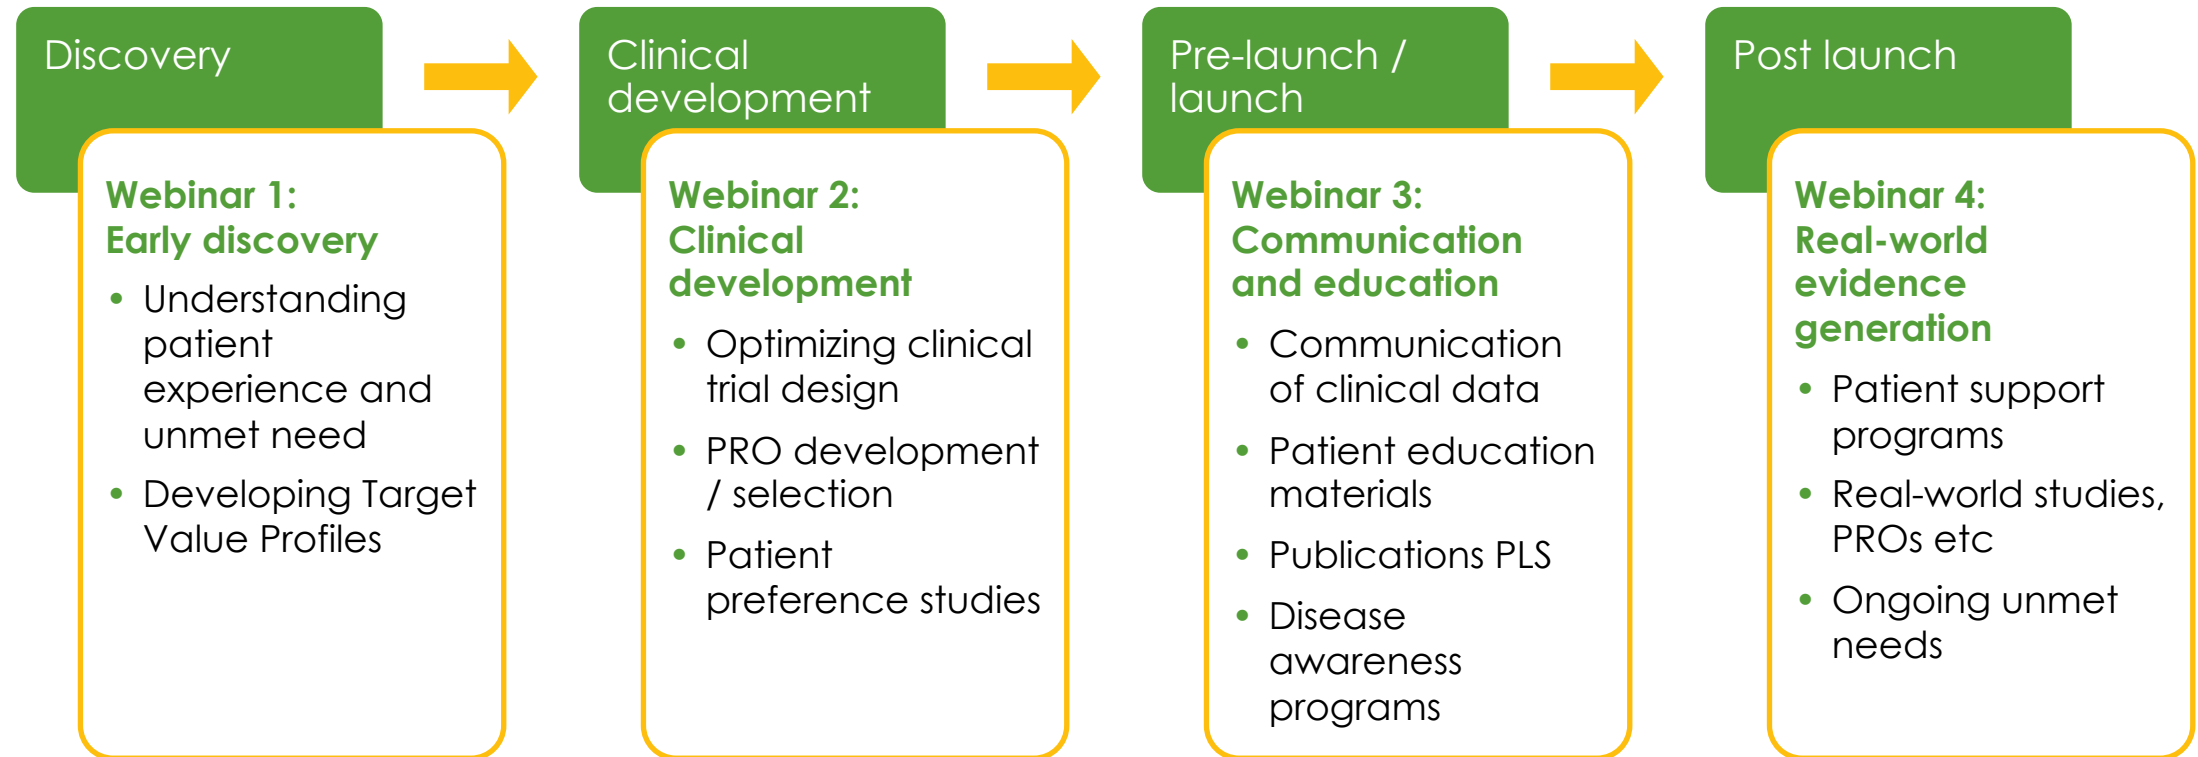 Discovery
Webinar 1:
Early discovery
• Understanding
patient
experience and
unmet need
• Developing Target
Value Profiles
Clinical
development
Webinar 2:
Clinical
development
• Optimizing clinical
trial design
• PRO development
/ selection
• Patient
preference studies
Pre-launch /
launch
Webinar 3:
Communication
and education
• Communication
of clinical data
• Patient education
materials
• Publications PLS
• Disease
awareness
programs
Post launch
Webinar 4:
Real-world
evidence
generation
• Patient support
programs
• Real-world studies,
PROs etc
• Ongoing unmet
needs